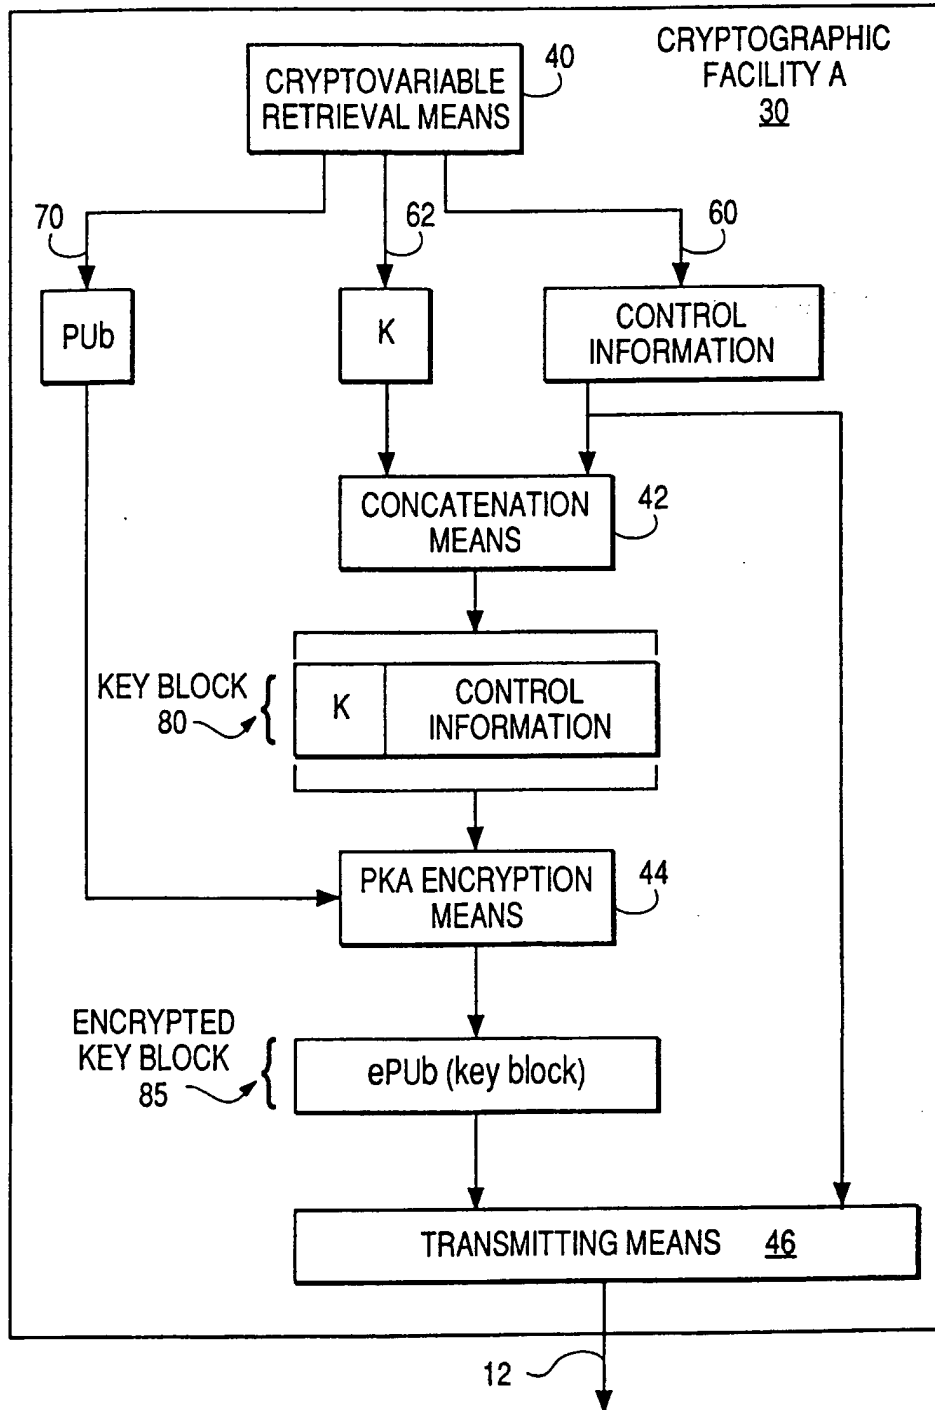 CRYPTOGRAPHIC
FACILITY A
30
CRYPTOVARIABLE
RETRIEVAL MEANS
40
70
62
60
PUb
K
CONTROL
INFORMATION
CONCATENATION
MEANS
42
KEY BLOCK
80
{
K
CONTROL
INFORMATION
PKA ENCRYPTION
MEANS
44
ENCRYPTED
KEY BLOCK
85
{
ePUb (key block)
TRANSMITTING MEANS 46
12